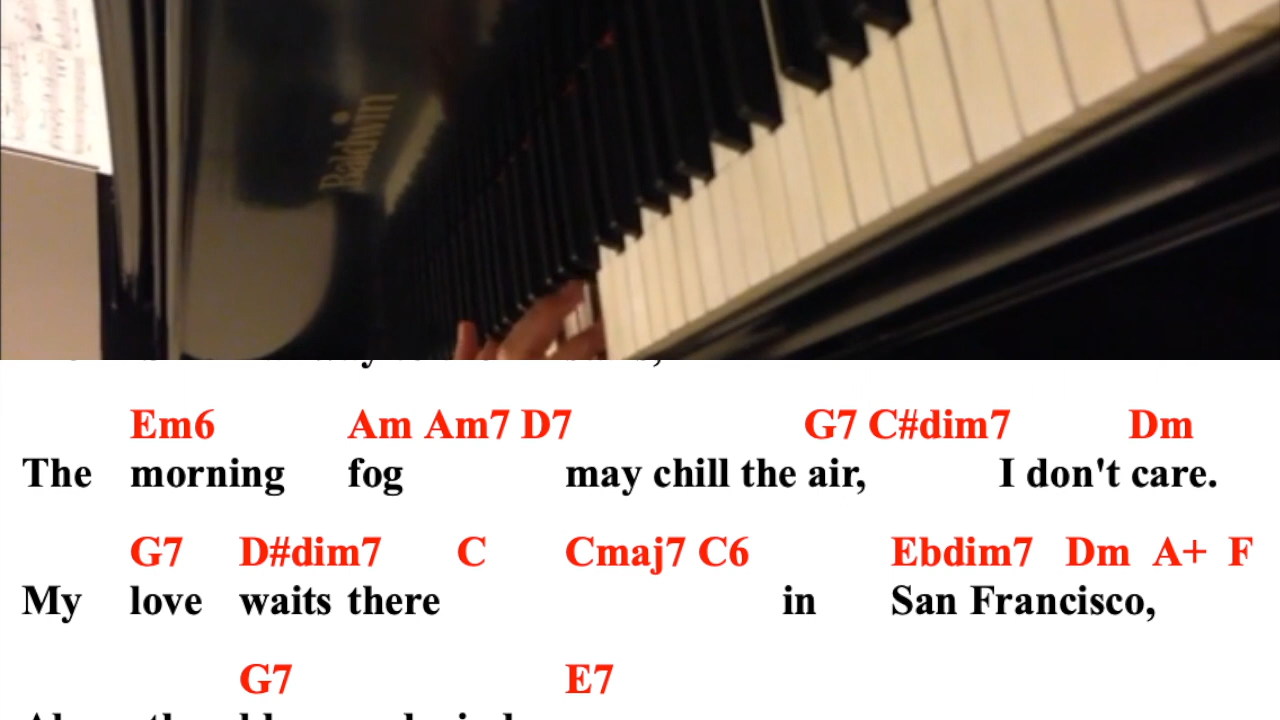 Baldwin
Em6 Am Am7 D7 G7 C#dim7 Dm
The morning fog may chill the air, I don't care.
G7 D#dim7 C Cmaj7 C6 Ebdim7 Dm A+ F
My love waits there in San Francisco,
G7 E7